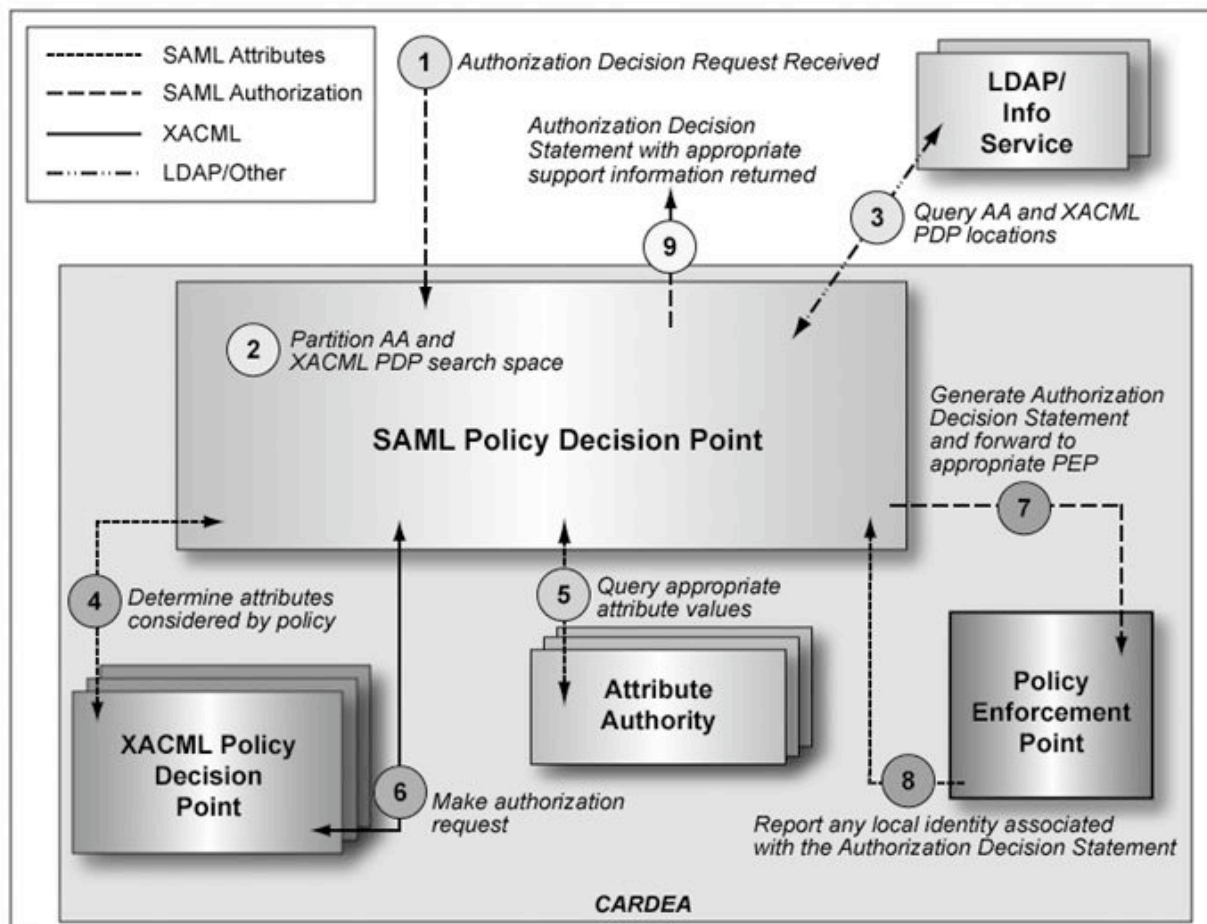 SAML Attributes
SAML Authorization
XACML
LDAP/Other
1
Authorization Decision Request Received
Authorization Decision
Statement with appropriate
support information returned
LDAP/
Info
Service
3
Query AA and XACML
PDP locations
9
2
Partition AA and
XACML PDP search space
SAML Policy Decision Point
Generate Authorization
Decision Statement
and forward to
appropriate PEP
7
4
Determine attributes
considered by policy
5
Query appropriate
attribute values
XACML Policy
Decision
Point
6
Make authorization
request
Attribute
Authority
Policy
Enforcement
Point
8
Report any local identity associated
with the Authorization Decision Statement
CARDEA